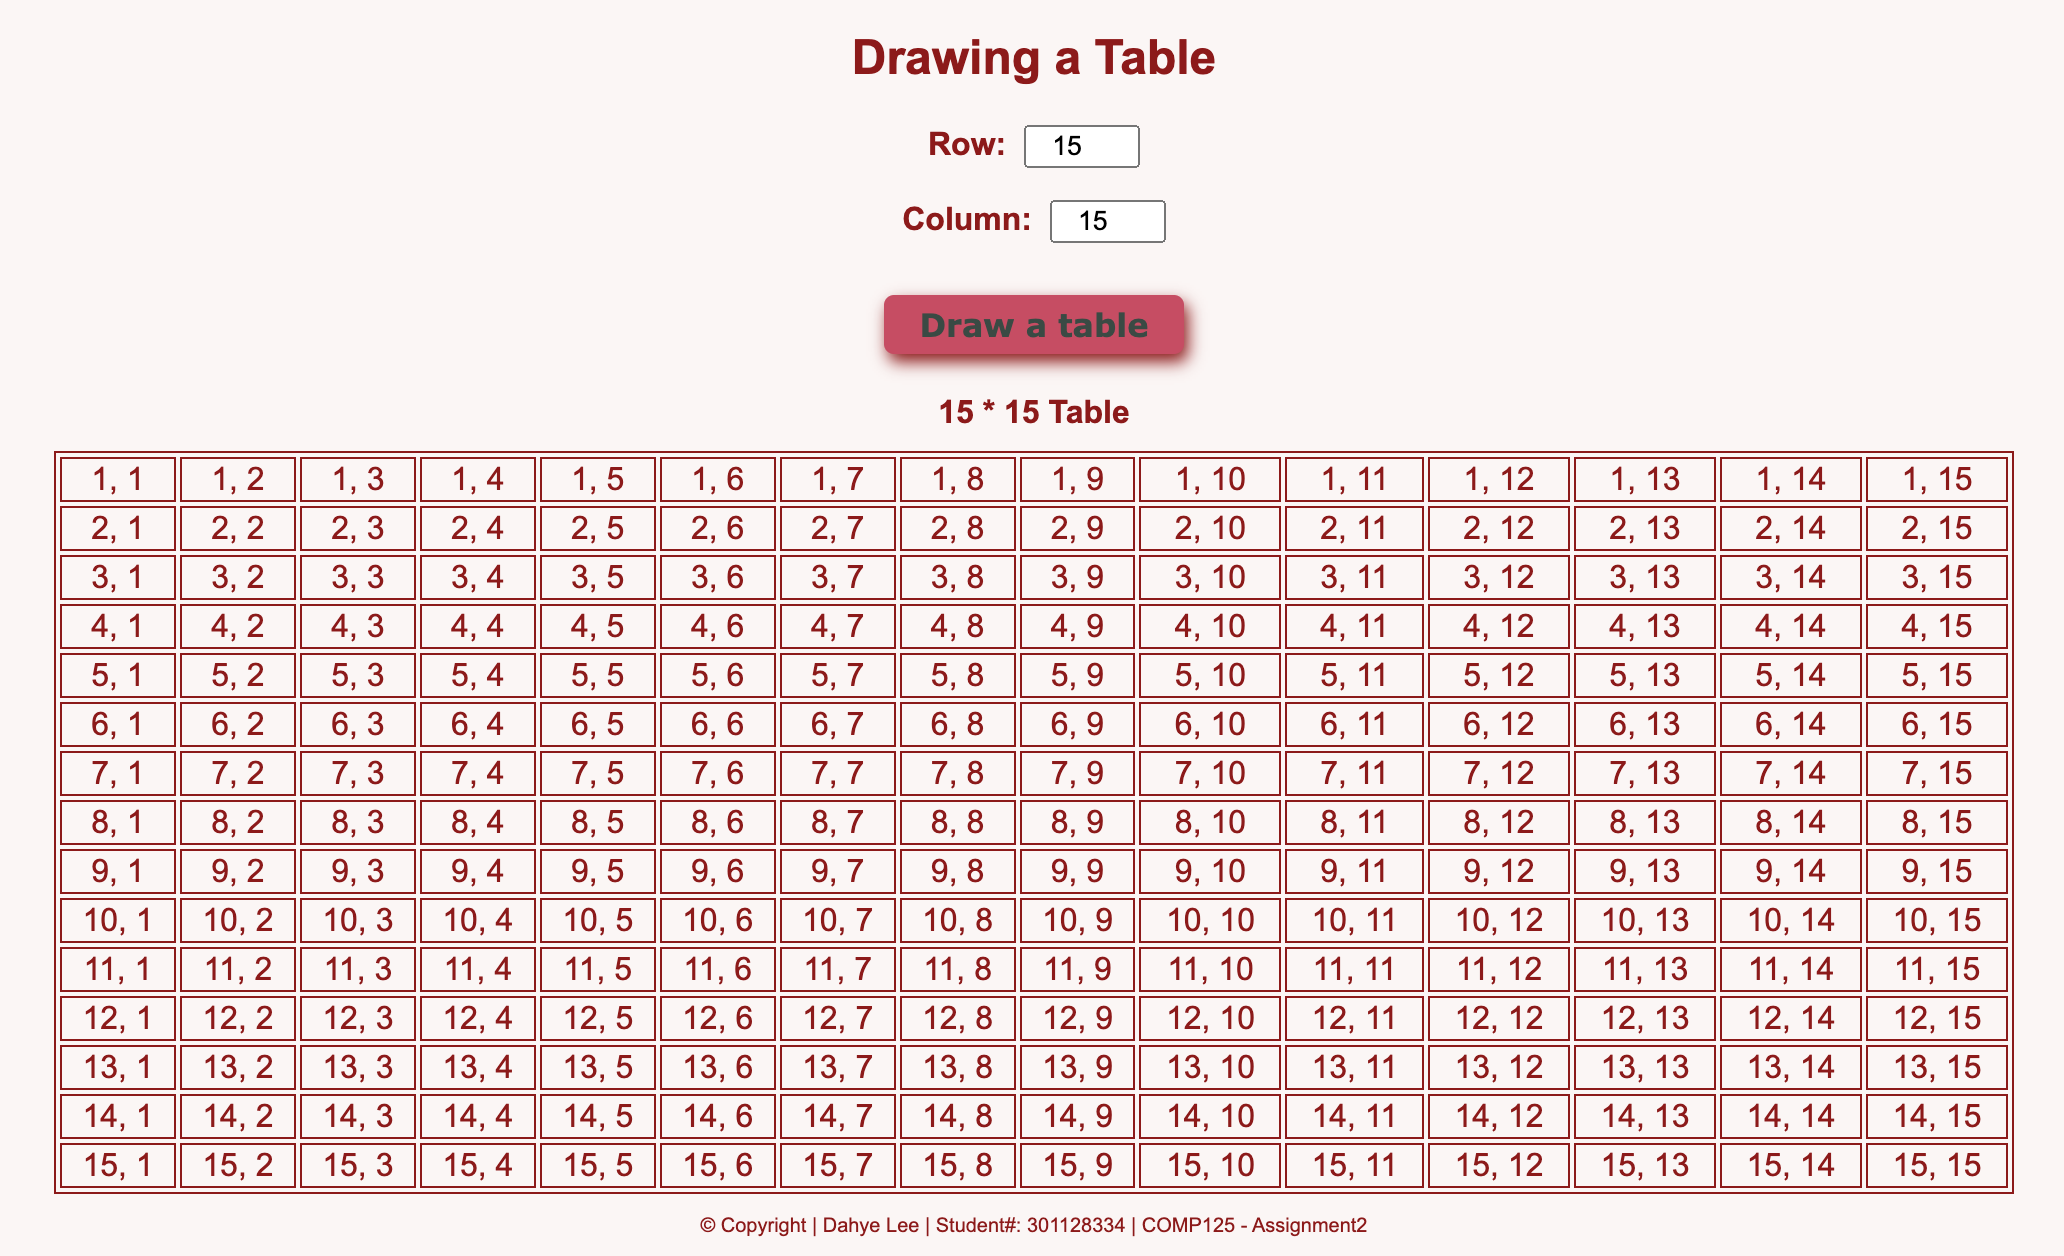 Drawing a Table
Row: 15
Column: 15
Draw a table
15 * 15 Table
1, 1 1, 2 1, 3 1, 4 1, 5 1, 6 1, 7 1, 8 1, 9 1, 10 1, 11 1, 12 1, 13 1, 14 1, 15
2, 1 2, 2 2, 3 2, 4 2, 5 2, 6 2, 7 2, 8 2, 9 2, 10 2, 11 2, 12 2, 13 2, 14 2, 15
3, 1 3, 2 3, 3 3, 4 3, 5 3, 6 3, 7 3, 8 3, 9 3, 10 3, 11 3, 12 3, 13 3, 14 3, 15
4, 1 4, 2 4, 3 4, 4 4, 5 4, 6 4, 7 4, 8 4, 9 4, 10 4, 11 4, 12 4, 13 4, 14 4, 15
5, 1 5, 2 5, 3 5, 4 5, 5 5, 6 5, 7 5, 8 5, 9 5, 10 5, 11 5, 12 5, 13 5, 14 5, 15
6, 1 6, 2 6, 3 6, 4 6, 5 6, 6 6, 7 6, 8 6, 9 6, 10 6, 11 6, 12 6, 13 6, 14 6, 15
7, 1 7, 2 7, 3 7, 4 7, 5 7, 6 7, 7 7, 8 7, 9 7, 10 7, 11 7, 12 7, 13 7, 14 7, 15
8, 1 8, 2 8, 3 8, 4 8, 5 8, 6 8, 7 8, 8 8, 9 8, 10 8, 11 8, 12 8, 13 8, 14 8, 15
9, 1 9, 2 9, 3 9, 4 9, 5 9, 6 9, 7 9, 8 9, 9 9, 10 9, 11 9, 12 9, 13 9, 14 9, 15
10, 1 10, 2 10, 3 10, 4 10, 5 10, 6 10, 7 10, 8 10, 9 10, 10 10, 11 10, 12 10, 13 10, 14 10, 15
11, 1 11, 2 11, 3 11, 4 11, 5 11, 6 11, 7 11, 8 11, 9 11, 10 11, 11 11, 12 11, 13 11, 14 11, 15
12, 1 12, 2 12, 3 12, 4 12, 5 12, 6 12, 7 12, 8 12, 9 12, 10 12, 11 12, 12 12, 13 12, 14 12, 15
13, 1 13, 2 13, 3 13, 4 13, 5 13, 6 13, 7 13, 8 13, 9 13, 10 13, 11 13, 12 13, 13 13, 14 13, 15
14, 1 14, 2 14, 3 14, 4 14, 5 14, 6 14, 7 14, 8 14, 9 14, 10 14, 11 14, 12 14, 13 14, 14 14, 15
15, 1 15, 2 15, 3 15, 4 15, 5 15, 6 15, 7 15, 8 15, 9 15, 10 15, 11 15, 12 15, 13 15, 14 15, 15
© Copyright | Dahye Lee | Student#: 301128334 | COMP125 - Assignment2